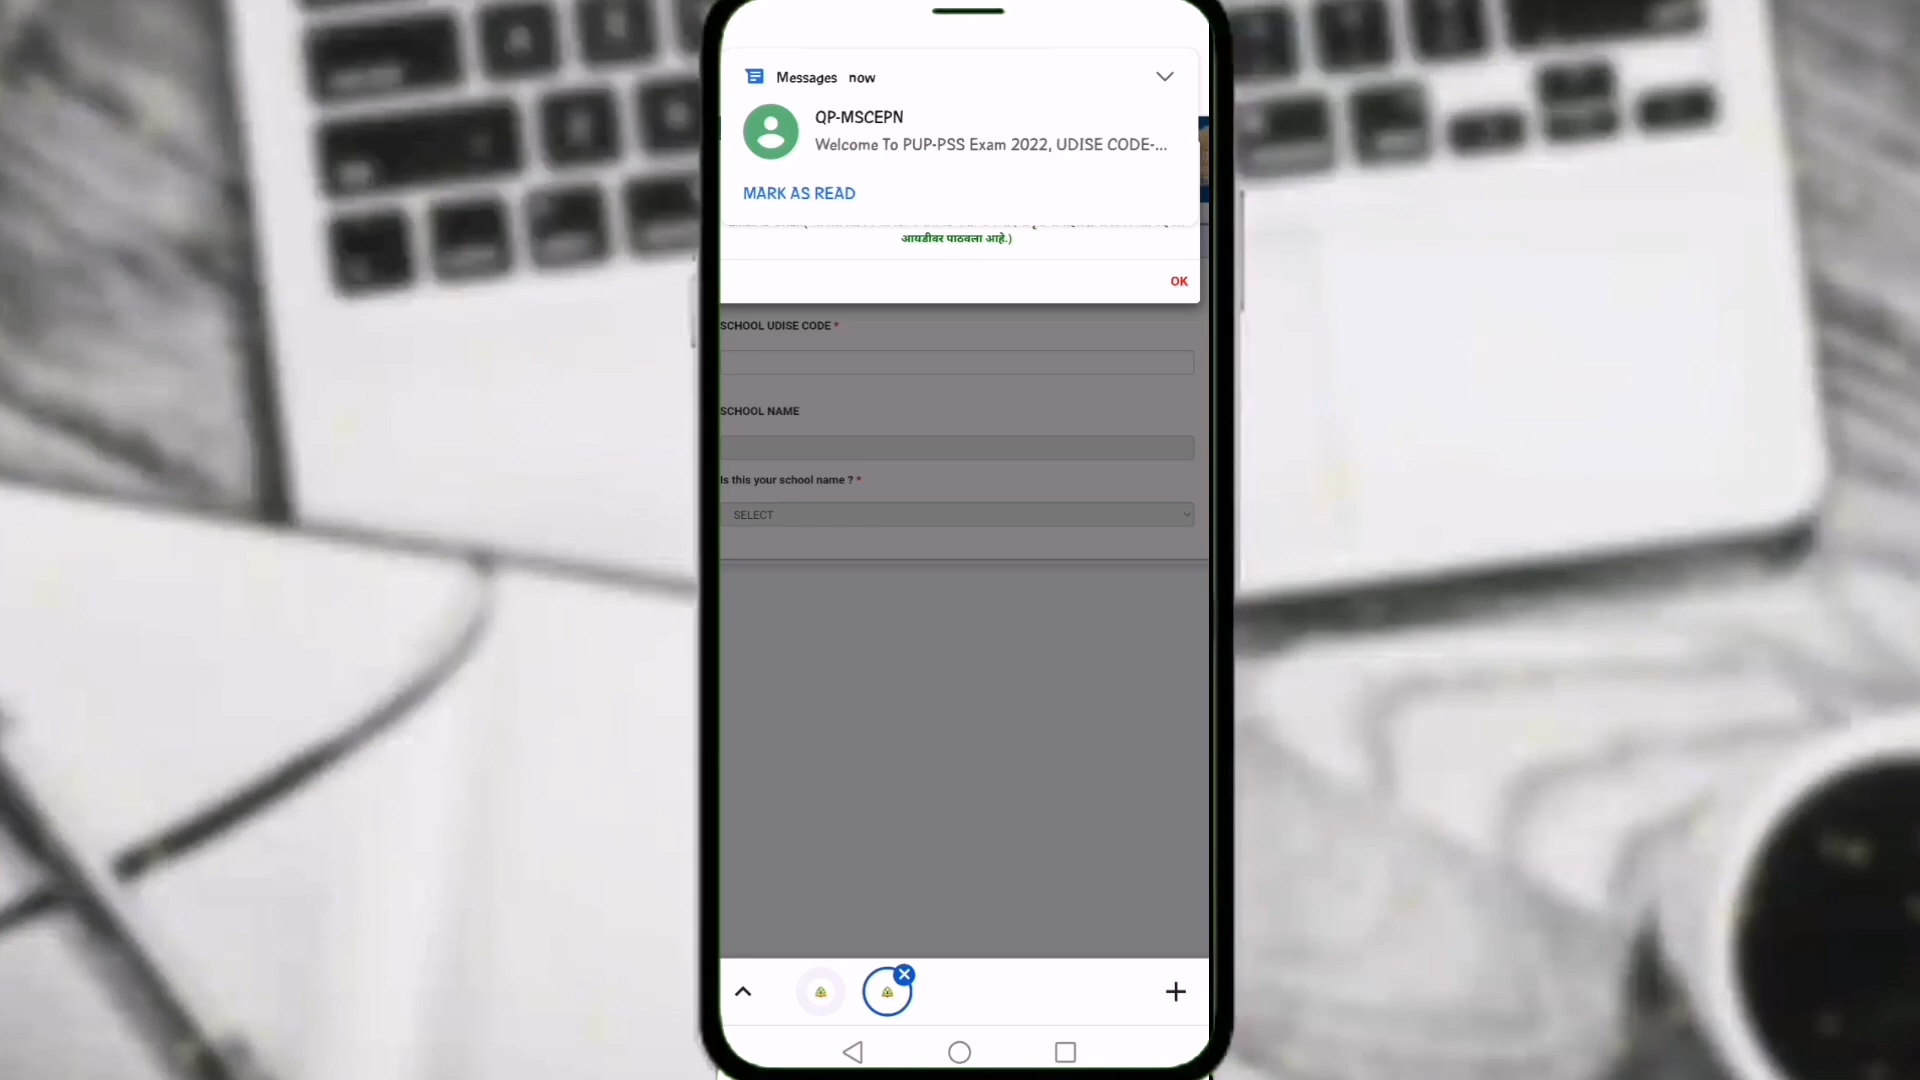 Messages now
QP-MSCEPN
Welcome To PUP-PSS Exam 2022, UDISE CODE-...
MARK AS READ
आयडीवर पाठवला आहे.)
OK
SCHOOL UDISE CODE *
SCHOOL NAME
Is this your school name ? *
SELECT